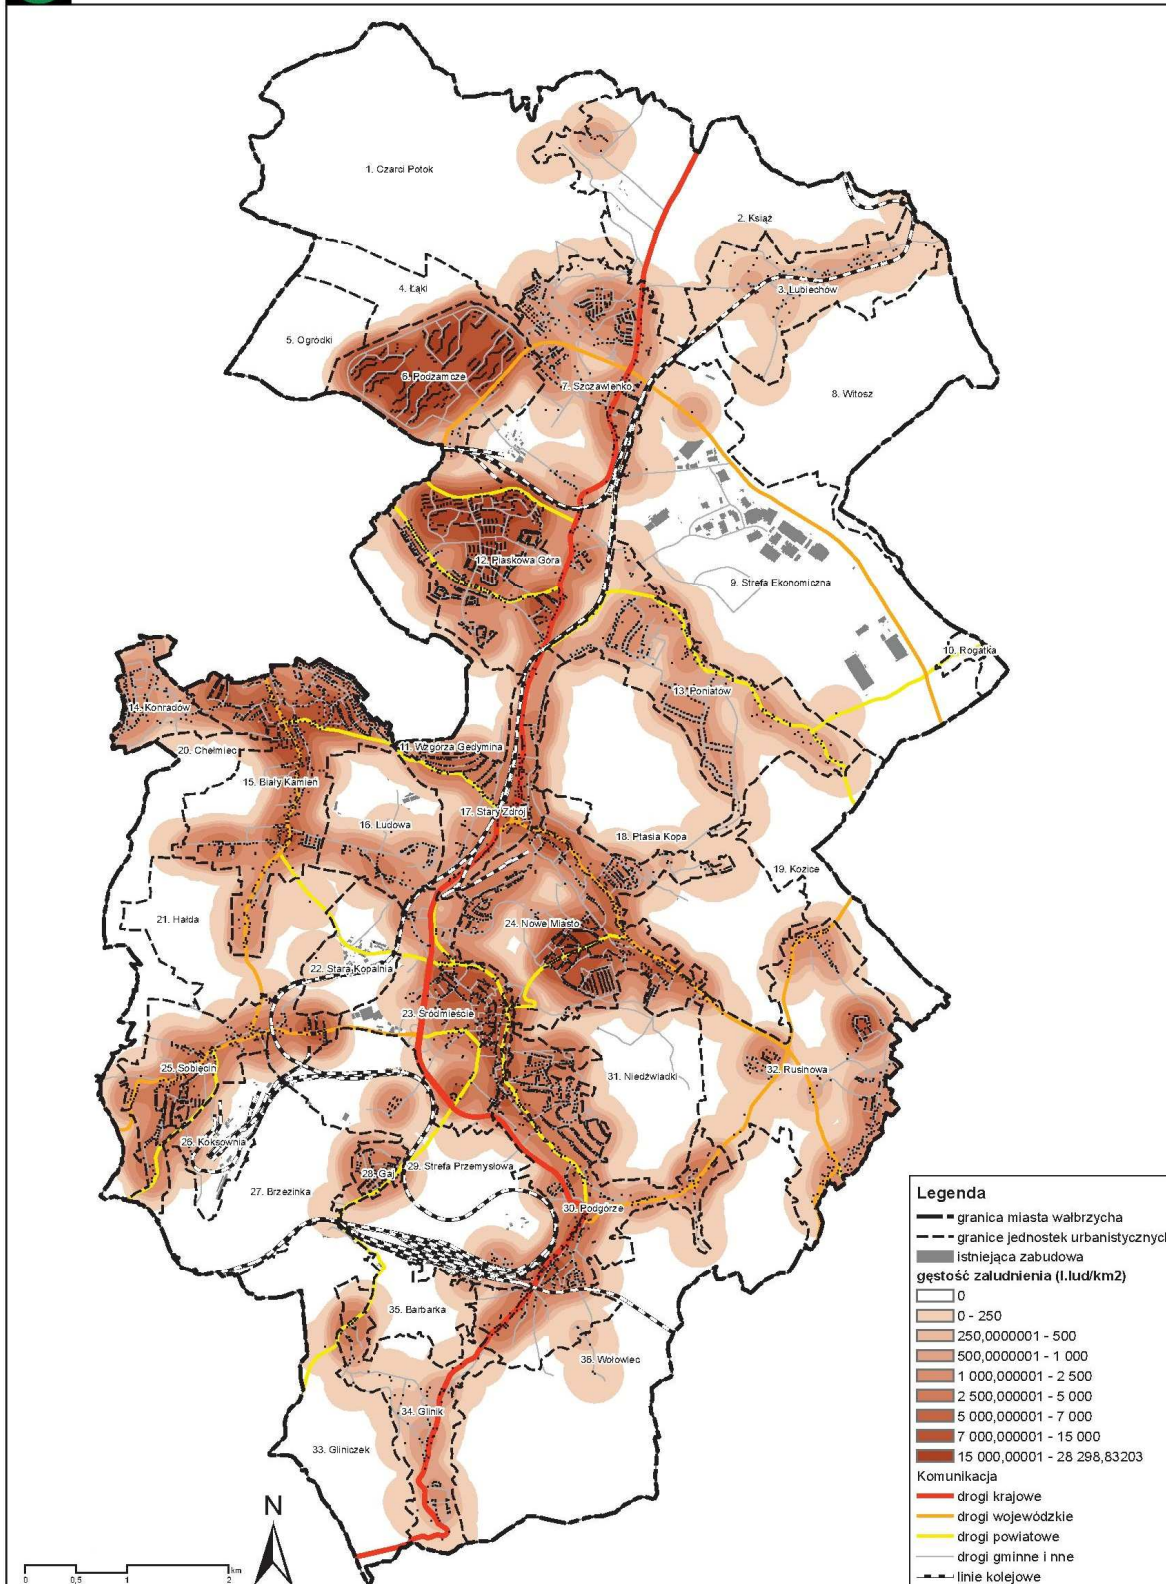 1. Czarci Potok
2. Książ
3. Lubiechów
4. Łąki
5. Ogródki
6. Podzamcze
7. Szczawienko
8. Witosz
9. Strefa Ekonomiczna
10. Rogatka
12. Piaskowa Góra
13. Poniatów
14. Konradów
20. Chełmiec
11. Wzgórza Gedymina
15. Biały Kamień
16. Ludowa
17. Stary Zdrój
18. Ptasia Kopa
19. Kozice
21. Hałda
24. Nowe Miasto
22. Stara Kopalnia
23. Śródmieście
25. Sobięcin
26. Koksownia
31. Niedźwiadki
32. Rusinowa
27. Brzezinka
28. Gaj
29. Strefa Przemysłowa
30. Podgórze
35. Barbarka
36. Wołowiec
34. Glinik
33. Gliniczek
N
0 0,5 1 2 km
Legenda
granica miasta wałbrzycha
granice jednostek urbanistycznych
istniejąca zabudowa
gęstość zaludnienia (l.lud/km2)
0
0 - 250
250,0000001 - 500
500,0000001 - 1 000
1 000,000001 - 2 500
2 500,000001 - 5 000
5 000,000001 - 7 000
7 000,000001 - 15 000
15 000,00001 - 28 298,83203
Komunikacja
drogi krajowe
drogi wojewódzkie
drogi powiatowe
drogi gminne i nne
linie kolejowe